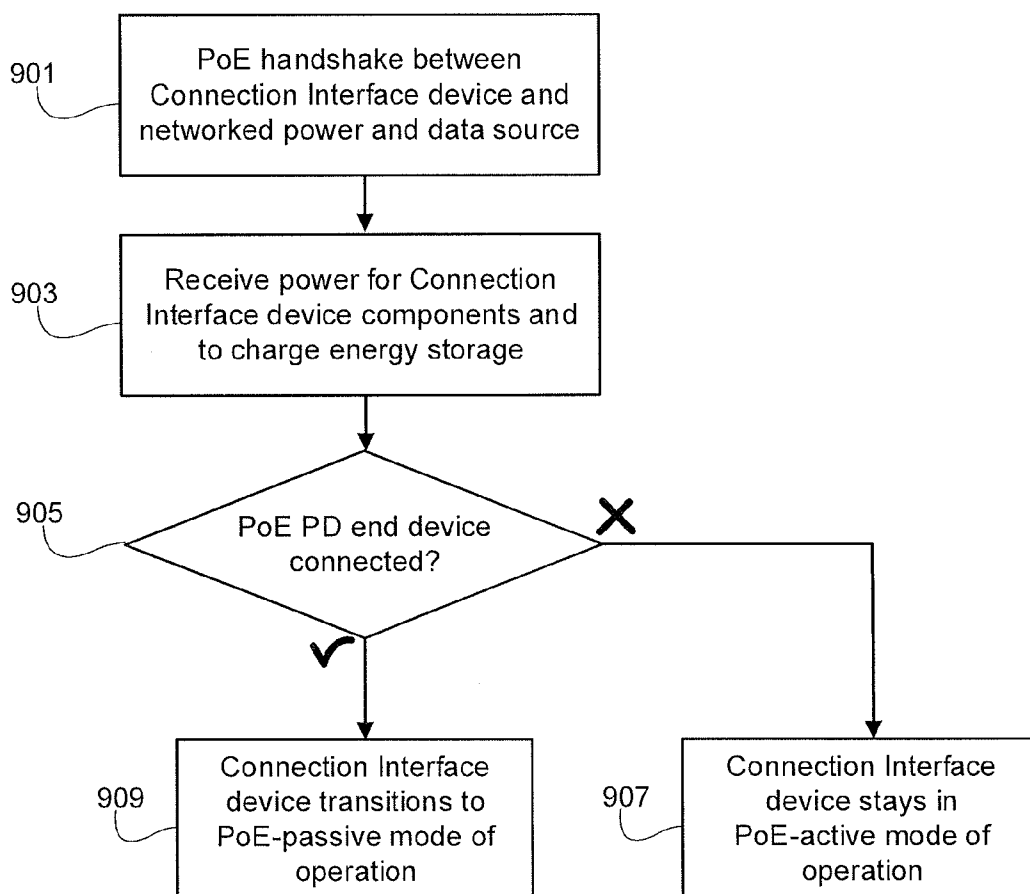 901
PoE handshake between
Connection Interface device and
networked power and data source
903
Receive power for Connection
Interface device components and
to charge energy storage
905
PoE PD end device
connected?
909
Connection Interface
device transitions to
PoE-passive mode of
operation
907
Connection Interface
device stays in
PoE-active mode of
operation